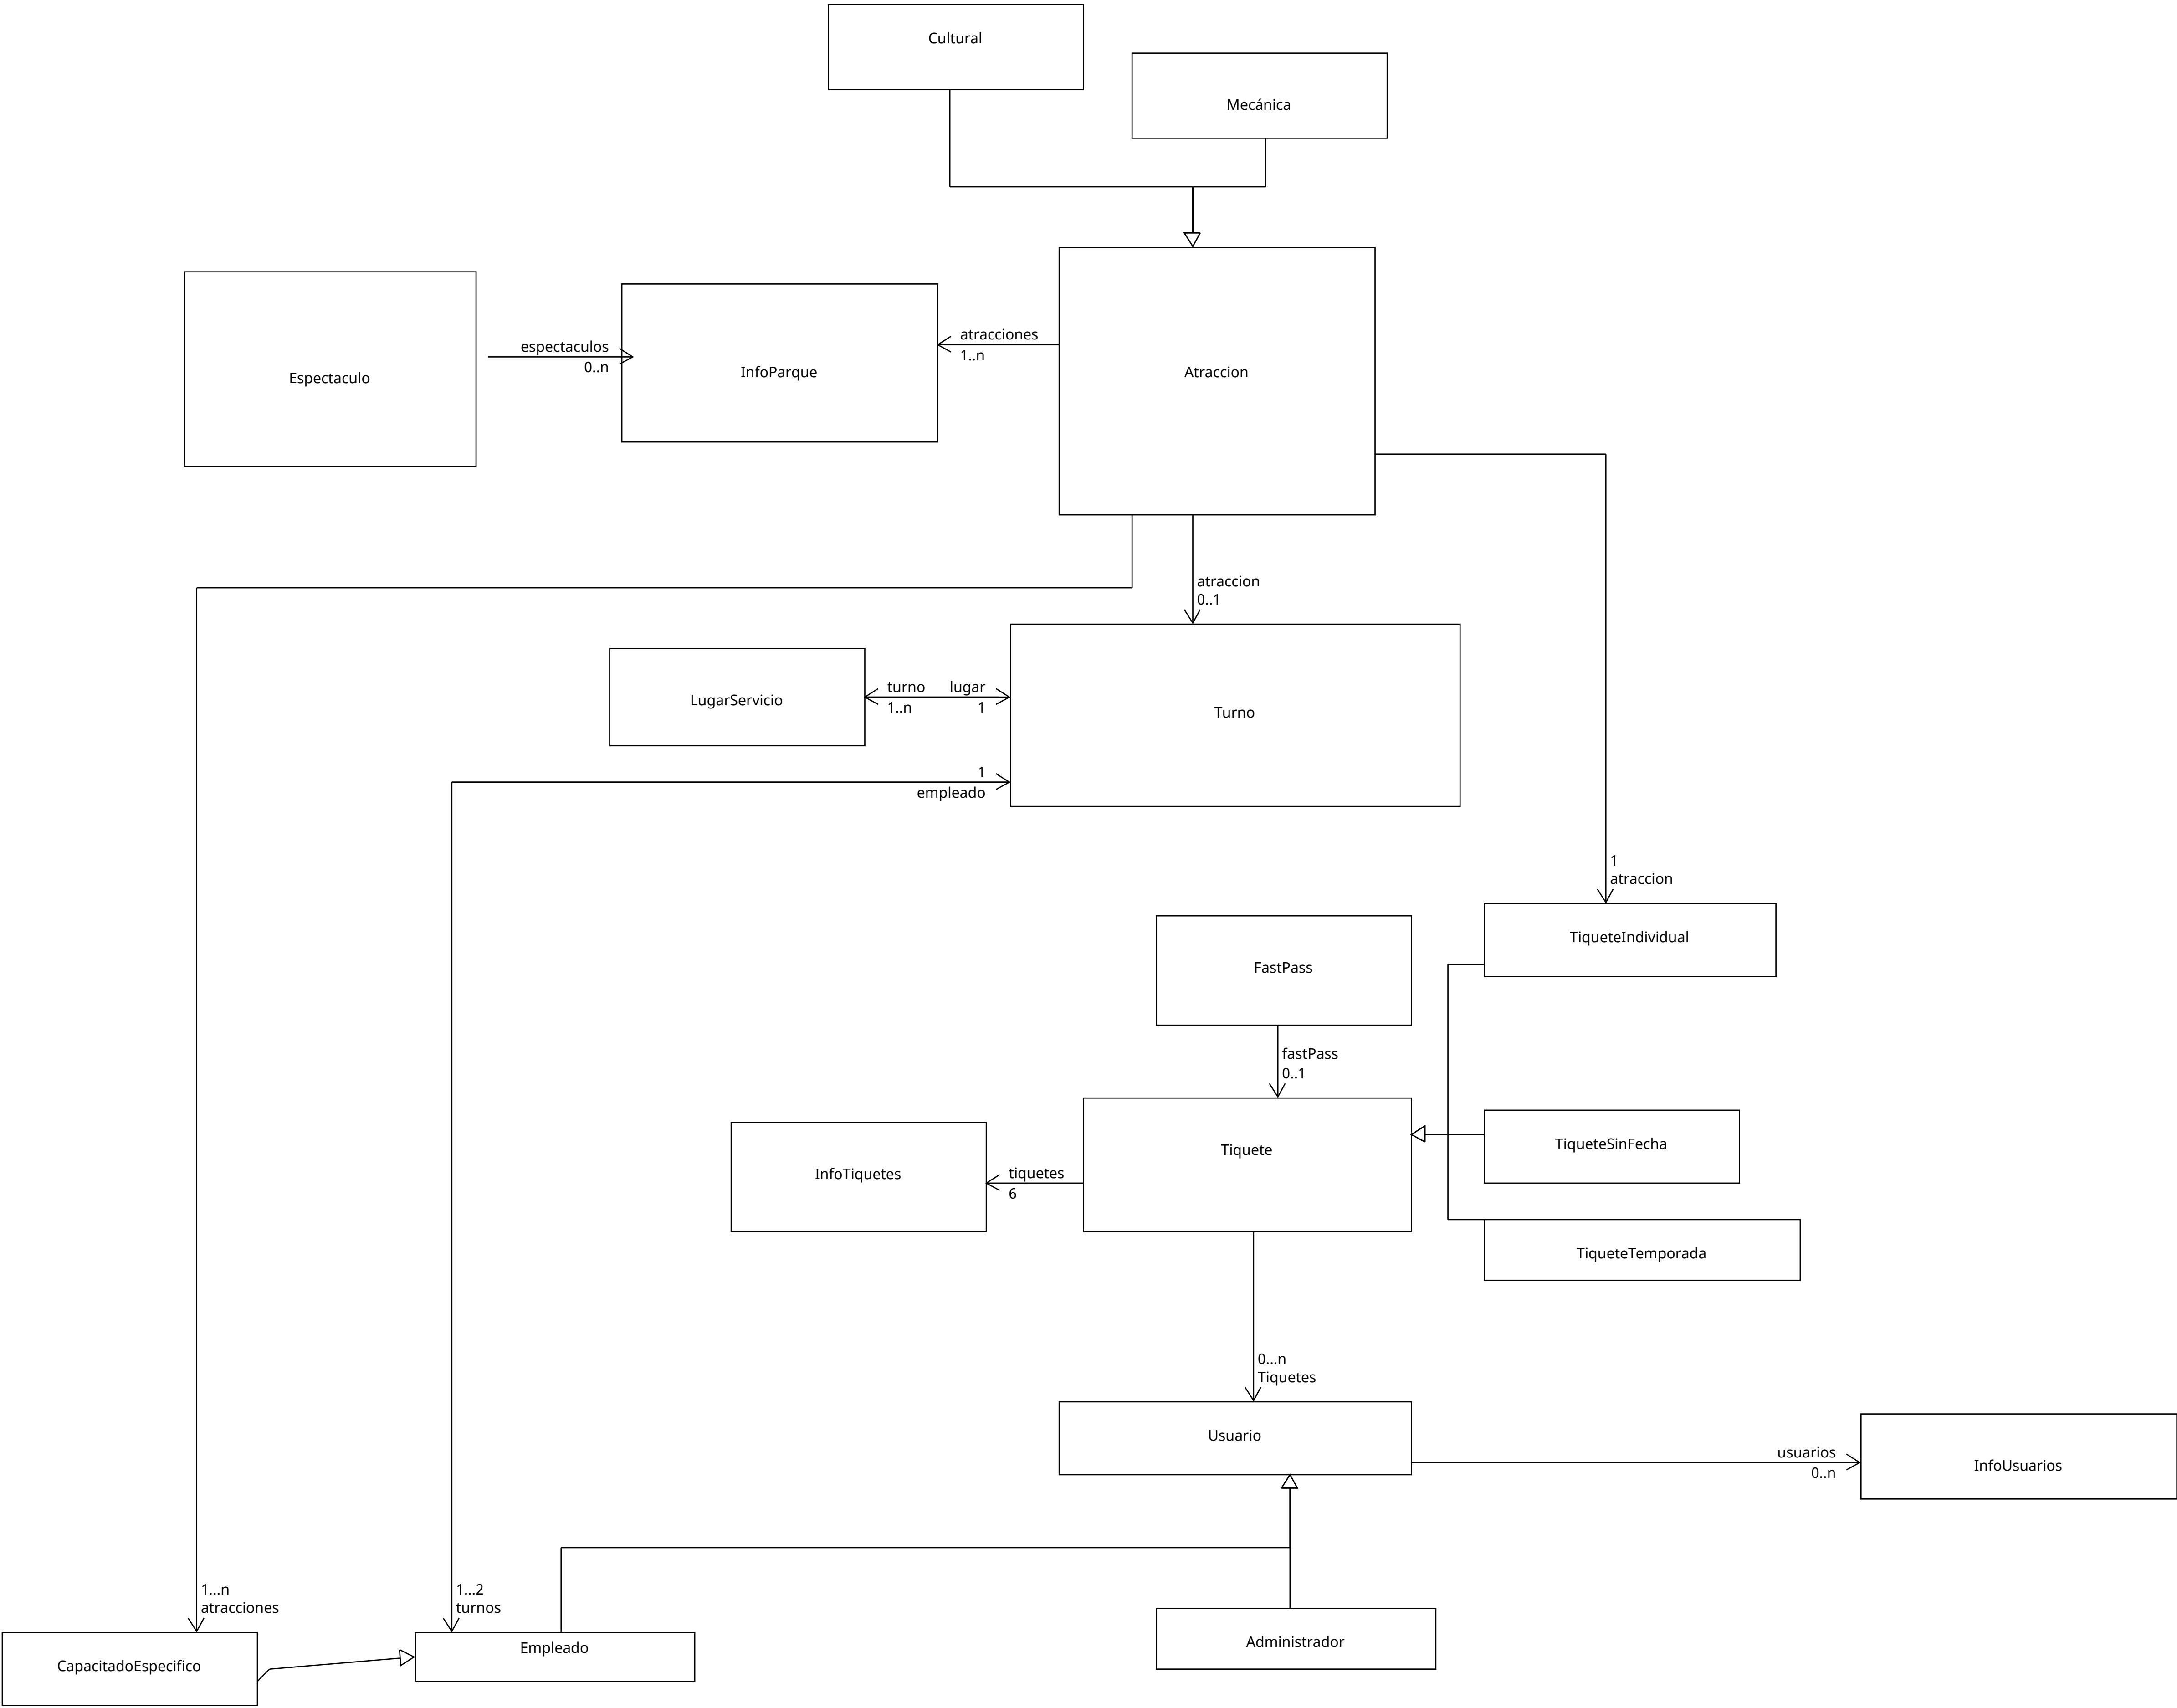 Cultural
Mecánica
espectaculos
0..n
Espectaculo
InfoParque
atracciones
1..n
Atraccion
atraccion
0..1
LugarServicio
turno
1..n
lugar
1
Turno
1
empleado
1
atraccion
TiqueteIndividual
FastPass
fastPass
0..1
Tiquete
TiqueteSinFecha
InfoTiquetes
tiquetes
6
TiqueteTemporada
0...n
Tiquetes
Usuario
usuarios
0..n
InfoUsuarios
1...n
atracciones
1...2
turnos
CapacitadoEspecifico
Empleado
Administrador